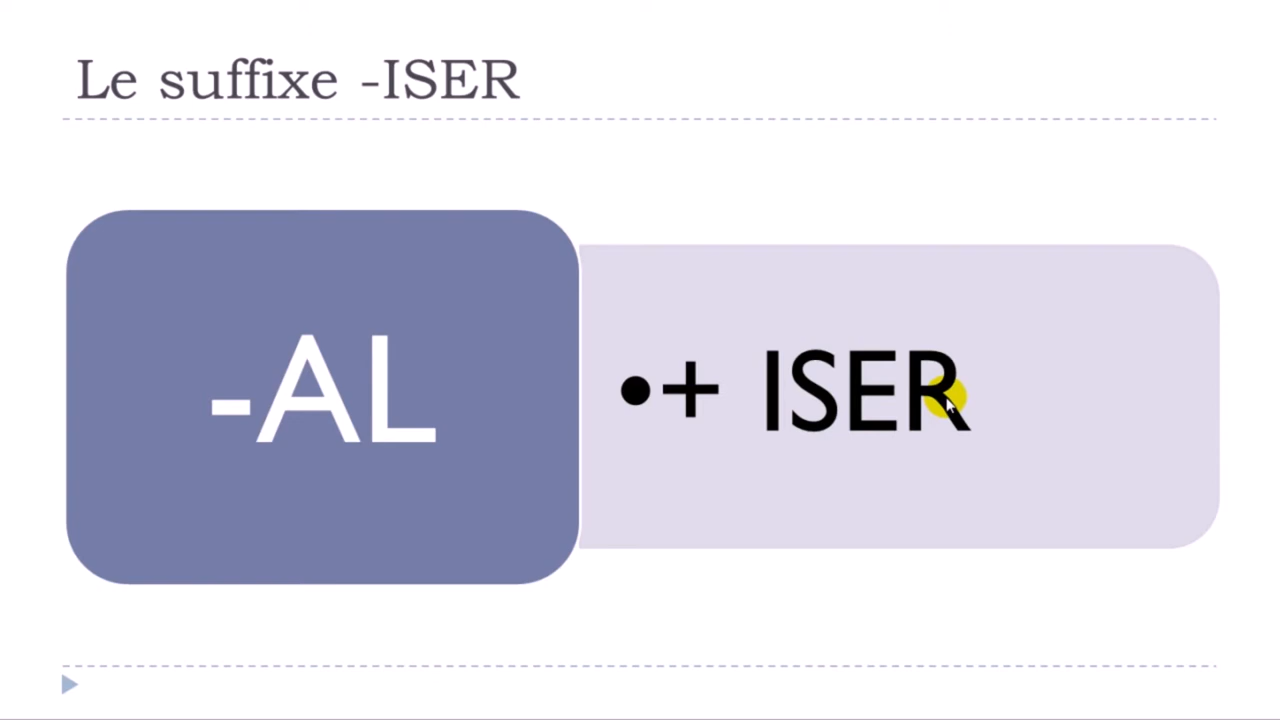 Le suffixe -ISER
-AL
•+ ISER